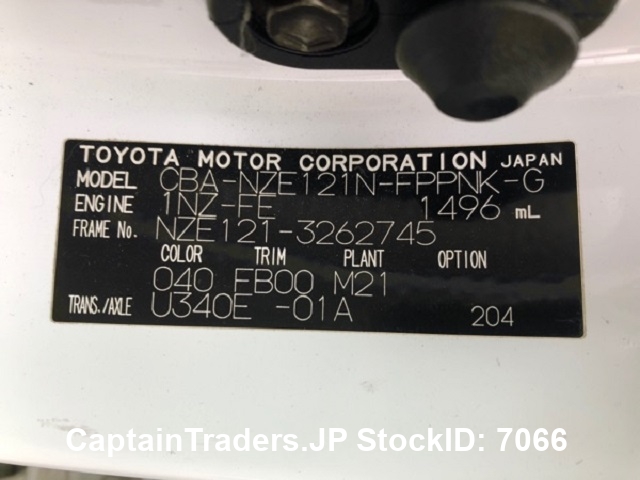 TOYOTA MOTOR CORPORATION JAPAN
MODEL CBA-NZE121N-FPPNK-G
ENGINE 1NZ-FE 1496 mL
FRAME No. NZE121-3262745
COLOR TRIM PLANT OPTION
040 FB00 M21
TRANS./AXLE U340E -01A 204
CaptainTraders.JP StockID: 7066